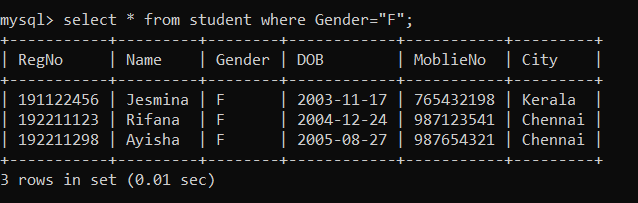 mysql> select * from student where Gender="F";
+-----------+---------+--------+------------+-----------+---------+
| RegNo     | Name    | Gender | DOB        | MoblieNo  | City    |
+-----------+---------+--------+------------+-----------+---------+
| 191122456 | Jesmina | F      | 2003-11-17 | 765432198 | Kerala  |
| 192211123 | Rifana  | F      | 2004-12-24 | 987123541 | Chennai |
| 192211298 | Ayisha  | F      | 2005-08-27 | 987654321 | Chennai |
+-----------+---------+--------+------------+-----------+---------+
3 rows in set (0.01 sec)